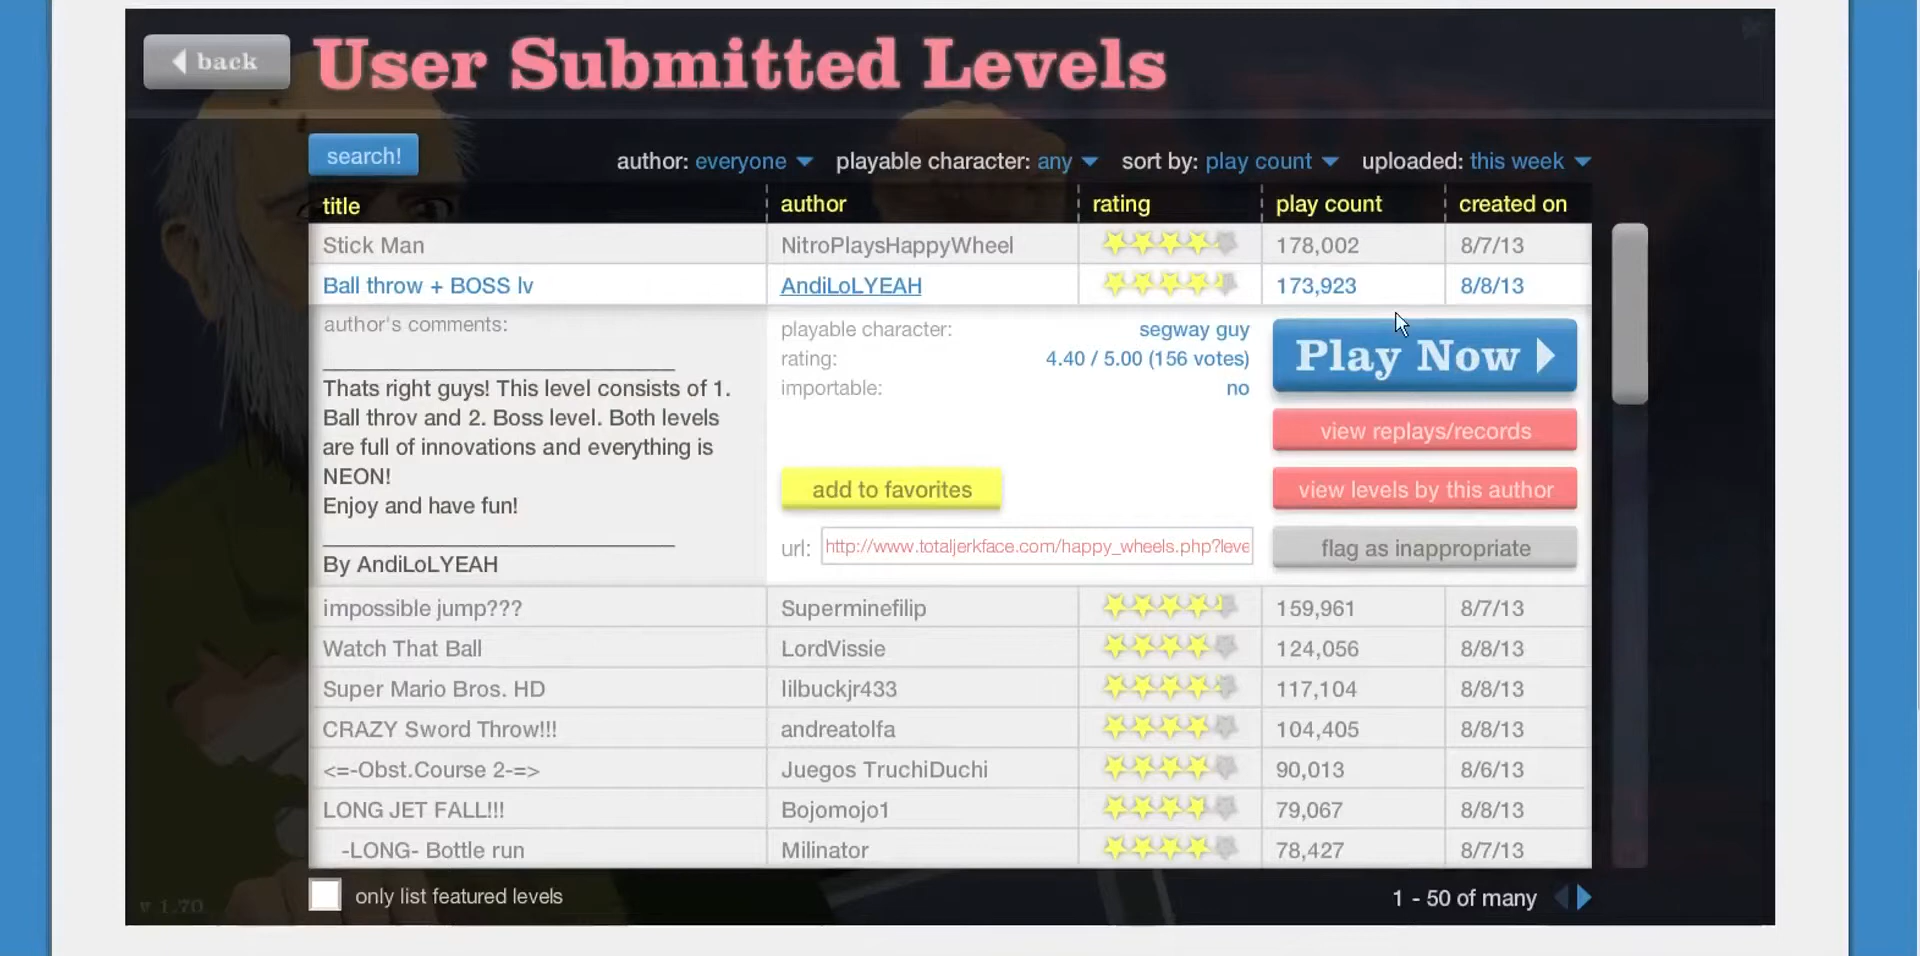 back
User Submitted Levels
search!
author: everyone playable character: any sort by: play count uploaded: this week
title author rating play count created on
Stick Man NitroPlaysHappyWheel 178,002 8/7/13
Ball throw + BOSS lv AndiLoLYEAH 173,923 8/8/13
author's comments:
Thats right guys! This level consists of 1.
Ball throv and 2. Boss level. Both levels
are full of innovations and everything is
NEON!
Enjoy and have fun!
By AndiLoLYEAH
playable character: segway guy
rating: 4.40 / 5.00 (156 votes)
importable: no
add to favorites
url: http://www.totaljerkface.com/happy_wheels.php?leve
Play Now
view replays/records
view levels by this author
flag as inappropriate
impossible jump??? Superminefilip 159,961 8/7/13
Watch That Ball LordVissie 124,056 8/8/13
Super Mario Bros. HD lilbuckjr433 117,104 8/8/13
CRAZY Sword Throw!!! andreatolfa 104,405 8/8/13
<=-Obst.Course 2-=> Juegos TruchiDuchi 90,013 8/6/13
LONG JET FALL!!! Bojomojo1 79,067 8/8/13
-LONG- Bottle run Milinator 78,427 8/7/13
only list featured levels
1 - 50 of many
v 1.70